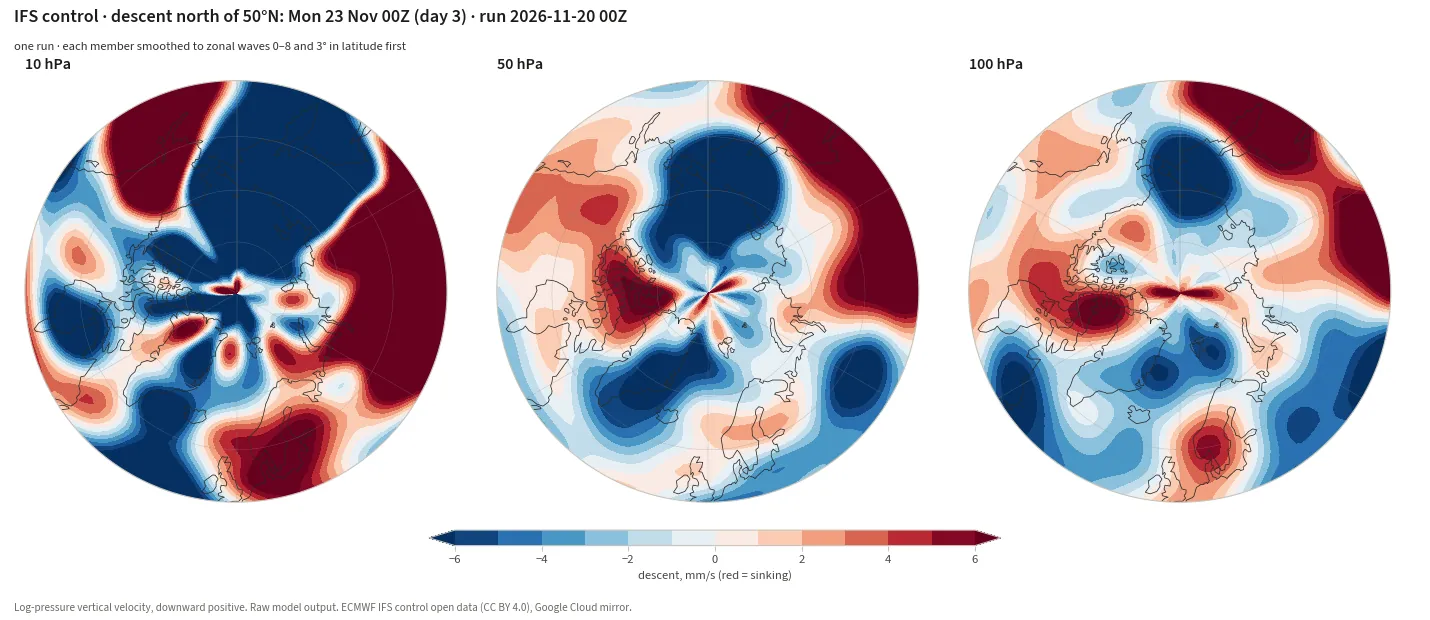 IFS control · descent north of 50°N: Mon 23 Nov 00Z (day 3) · run 2026-11-20 00Z
one run · each member smoothed to zonal waves 0–8 and 3° in latitude first
10 hPa
50 hPa
100 hPa
−6 −4 −2 0 2 4 6
descent, mm/s (red = sinking)
Log-pressure vertical velocity, downward positive. Raw model output. ECMWF IFS control open data (CC BY 4.0), Google Cloud mirror.